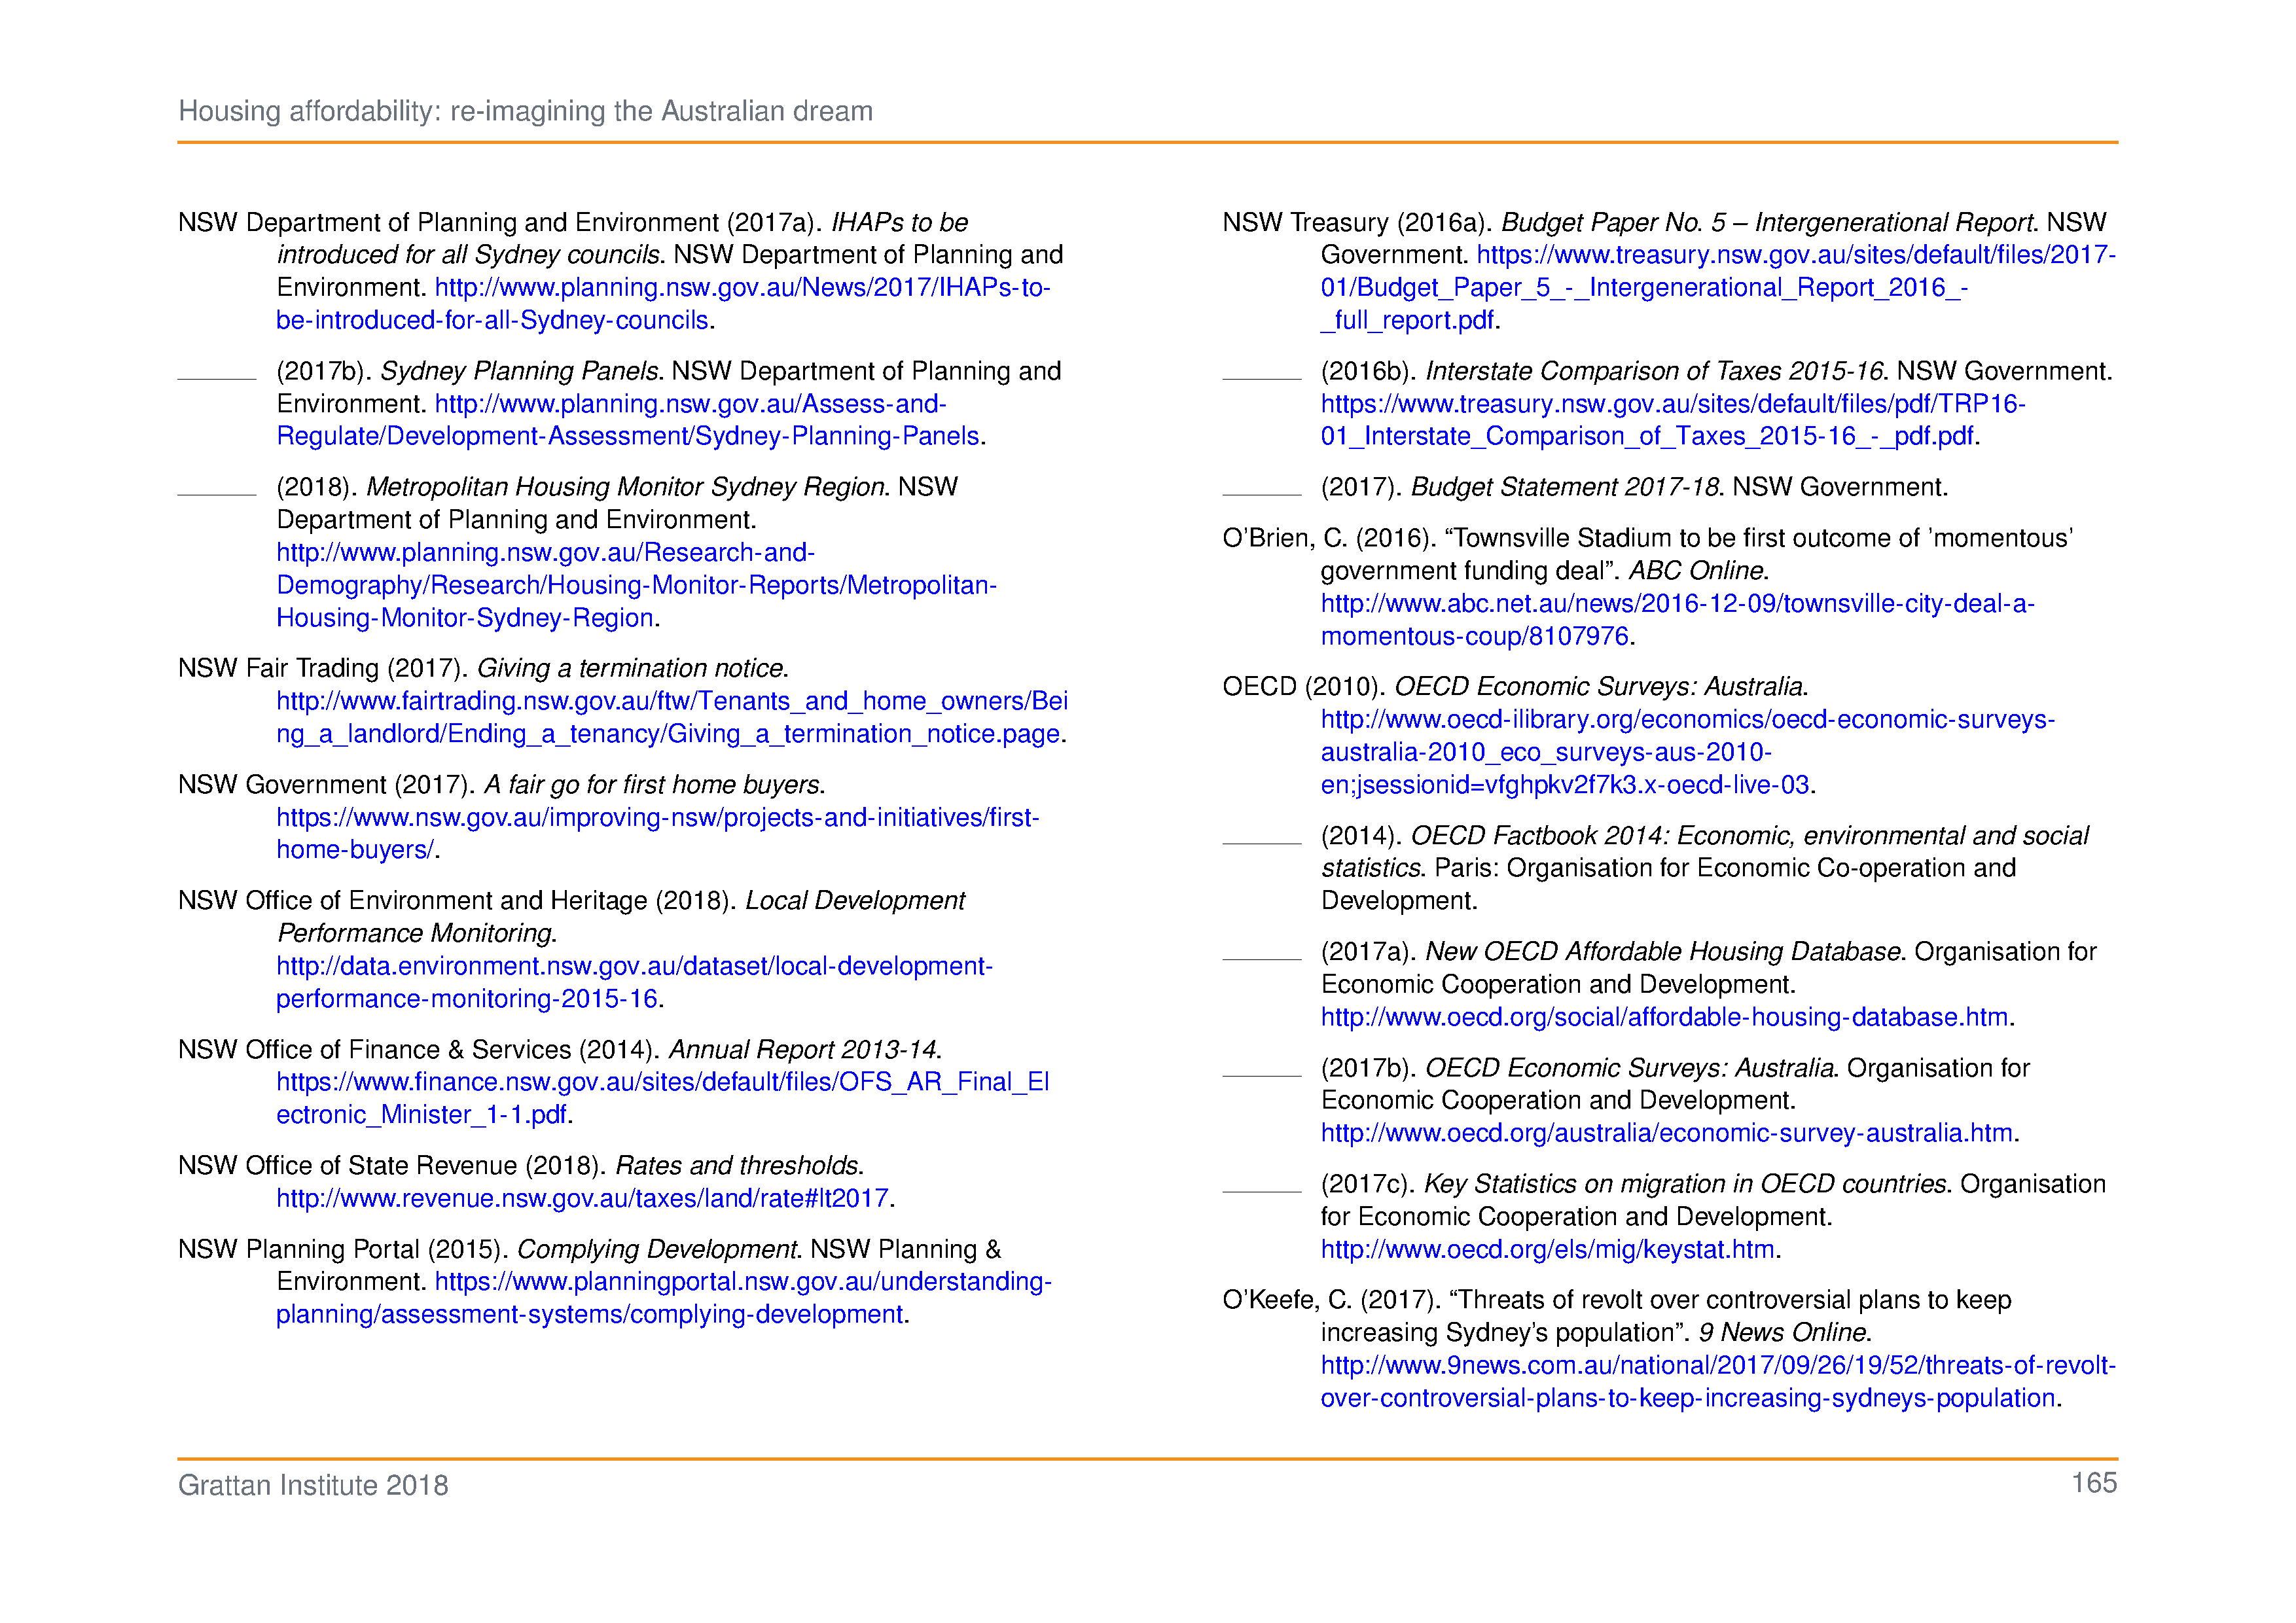 Housing affordability: re-imagining the Australian dream
NSW Department of Planning and Environment (2017a). IHAPs to be
introduced for all Sydney councils. NSW Department of Planning and
Environment. http://www.planning.nsw.gov.au/News/2017/IHAPs-to-
be-introduced-for-all-Sydney-councils.
(2017b). Sydney Planning Panels. NSW Department of Planning and
Environment. http://www.planning.nsw.gov.au/Assess-and-
Regulate/Development-Assessment/Sydney-Planning-Panels.
(2018). Metropolitan Housing Monitor Sydney Region. NSW
Department of Planning and Environment.
http://www.planning.nsw.gov.au/Research-and-
Demography/Research/Housing-Monitor-Reports/Metropolitan-
Housing-Monitor-Sydney-Region.
NSW Fair Trading (2017). Giving a termination notice.
http://www.fairtrading.nsw.gov.au/ftw/Tenants_and_home_owners/Bei
ng_a_landlord/Ending_a_tenancy/Giving_a_termination_notice.page.
NSW Government (2017). A fair go for first home buyers.
https://www.nsw.gov.au/improving-nsw/projects-and-initiatives/first-
home-buyers/.
NSW Office of Environment and Heritage (2018). Local Development
Performance Monitoring.
http://data.environment.nsw.gov.au/dataset/local-development-
performance-monitoring-2015-16.
NSW Office of Finance & Services (2014). Annual Report 2013-14.
https://www.finance.nsw.gov.au/sites/default/files/OFS_AR_Final_El
ectronic_Minister_1-1.pdf.
NSW Office of State Revenue (2018). Rates and thresholds.
http://www.revenue.nsw.gov.au/taxes/land/rate#lt2017.
NSW Planning Portal (2015). Complying Development. NSW Planning &
Environment. https://www.planningportal.nsw.gov.au/understanding-
planning/assessment-systems/complying-development.
NSW Treasury (2016a). Budget Paper No. 5 – Intergenerational Report. NSW
Government. https://www.treasury.nsw.gov.au/sites/default/files/2017-
01/Budget_Paper_5_-_Intergenerational_Report_2016_-
_full_report.pdf.
(2016b). Interstate Comparison of Taxes 2015-16. NSW Government.
https://www.treasury.nsw.gov.au/sites/default/files/pdf/TRP16-
01_Interstate_Comparison_of_Taxes_2015-16_-_pdf.pdf.
(2017). Budget Statement 2017-18. NSW Government.
O’Brien, C. (2016). “Townsville Stadium to be first outcome of ’momentous’
government funding deal”. ABC Online.
http://www.abc.net.au/news/2016-12-09/townsville-city-deal-a-
momentous-coup/8107976.
OECD (2010). OECD Economic Surveys: Australia.
http://www.oecd-ilibrary.org/economics/oecd-economic-surveys-
australia-2010_eco_surveys-aus-2010-
en;jsessionid=vfghpkv2f7k3.x-oecd-live-03.
(2014). OECD Factbook 2014: Economic, environmental and social
statistics. Paris: Organisation for Economic Co-operation and
Development.
(2017a). New OECD Affordable Housing Database. Organisation for
Economic Cooperation and Development.
http://www.oecd.org/social/affordable-housing-database.htm.
(2017b). OECD Economic Surveys: Australia. Organisation for
Economic Cooperation and Development.
http://www.oecd.org/australia/economic-survey-australia.htm.
(2017c). Key Statistics on migration in OECD countries. Organisation
for Economic Cooperation and Development.
http://www.oecd.org/els/mig/keystat.htm.
O’Keefe, C. (2017). “Threats of revolt over controversial plans to keep
increasing Sydney’s population”. 9 News Online.
http://www.9news.com.au/national/2017/09/26/19/52/threats-of-revolt-
over-controversial-plans-to-keep-increasing-sydneys-population.
Grattan Institute 2018
165